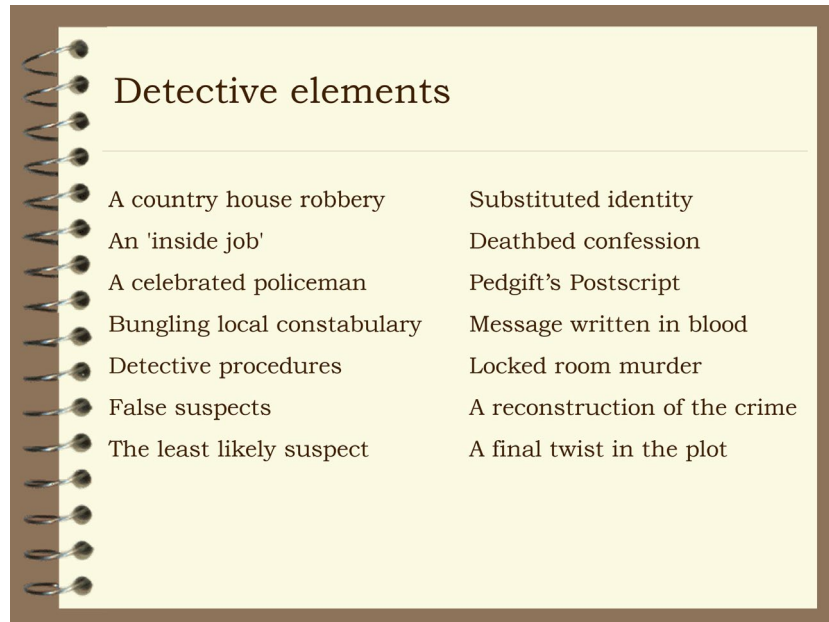 Detective elements
A country house robbery
An 'inside job'
A celebrated policeman
Bungling local constabulary
Detective procedures
False suspects
The least likely suspect
Substituted identity
Deathbed confession
Pedgift’s Postscript
Message written in blood
Locked room murder
A reconstruction of the crime
A final twist in the plot